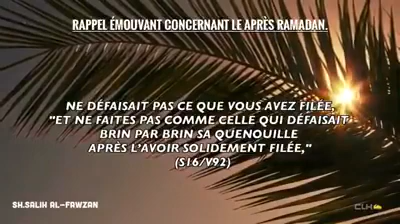 RAPPEL ÉMOUVANT CONCERNANT LE APRÈS RAMADAN.
NE DÉFAISAIT PAS CE QUE VOUS AVEZ FILÉE,
"ET NE FAITES PAS COMME CELLE QUI DÉFAISAIT
BRIN PAR BRIN SA QUENOUILLE
APRÈS L'AVOIR SOLIDEMENT FILÉE,"
(S16/V92)
SH.SALIH AL-FAWZAN
CLH